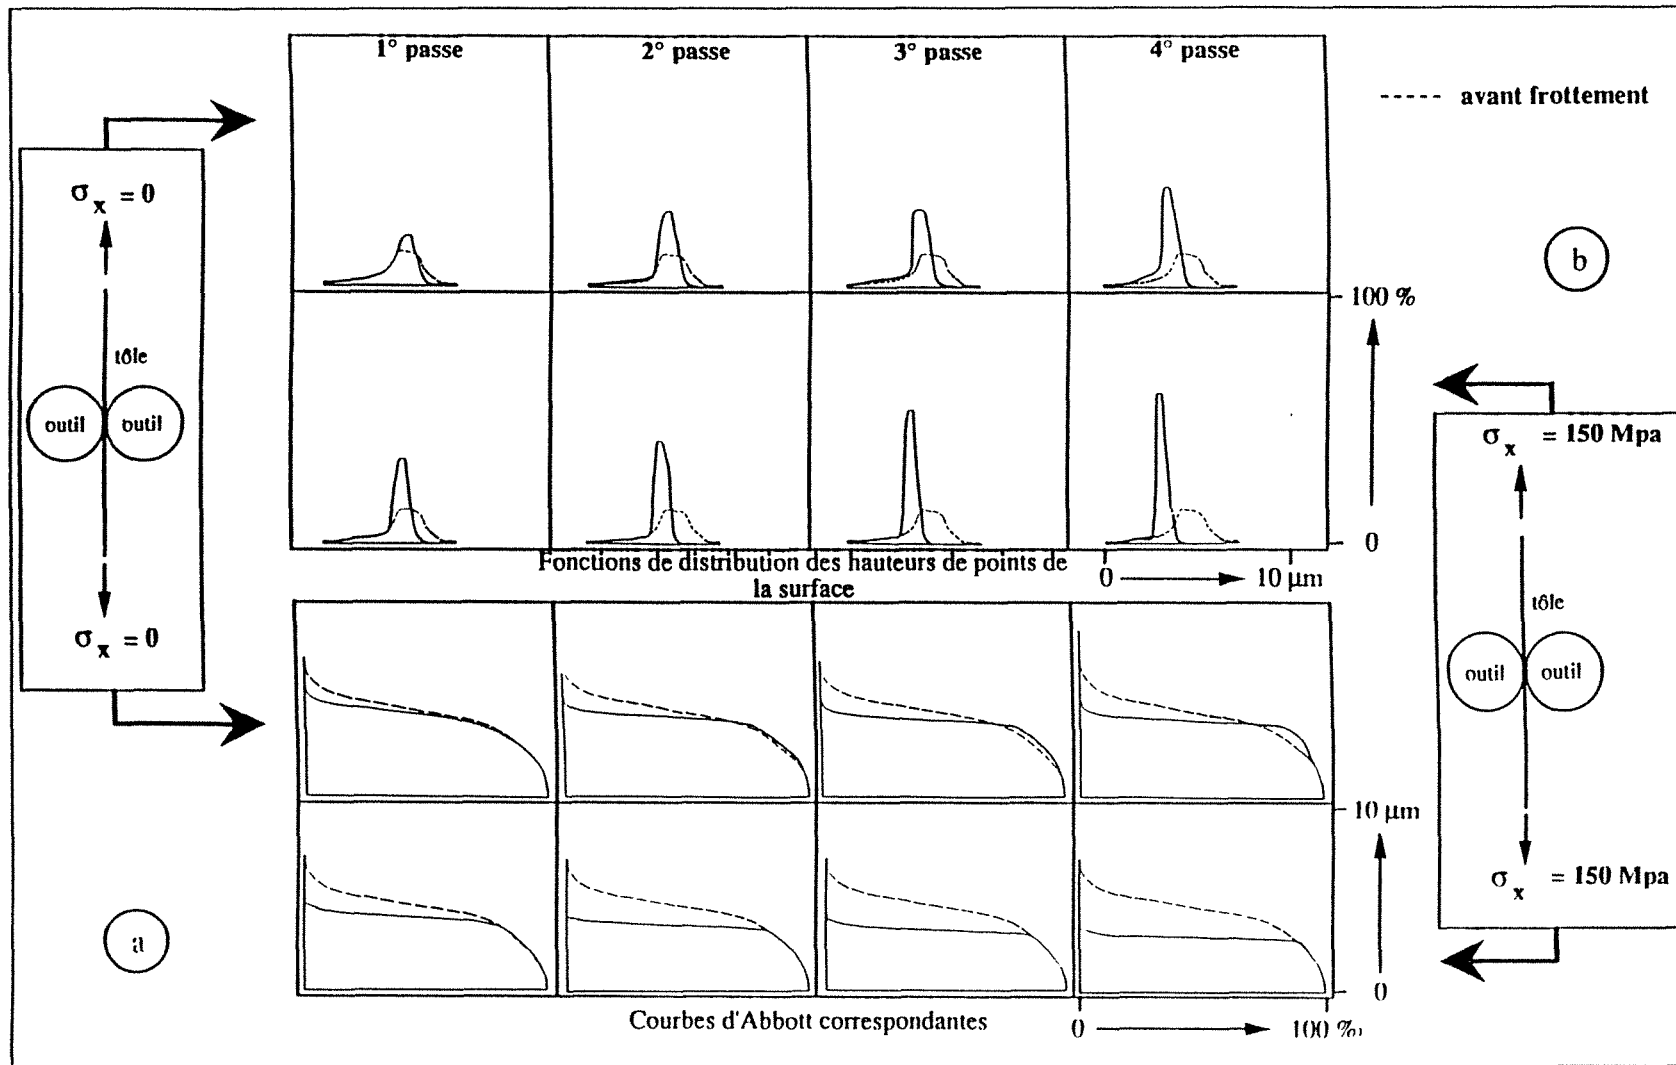 1° passe
2° passe
3° passe
4° passe
----- avant frottement
σx = 0
tôle
outil
outil
σx = 0
b
100 %
0
σx = 150 Mpa
tôle
outil
outil
σx = 150 Mpa
Fonctions de distribution des hauteurs de points de
la surface
0
10 µm
10 µm
0
a
Courbes d'Abbott correspondantes
0
100 %